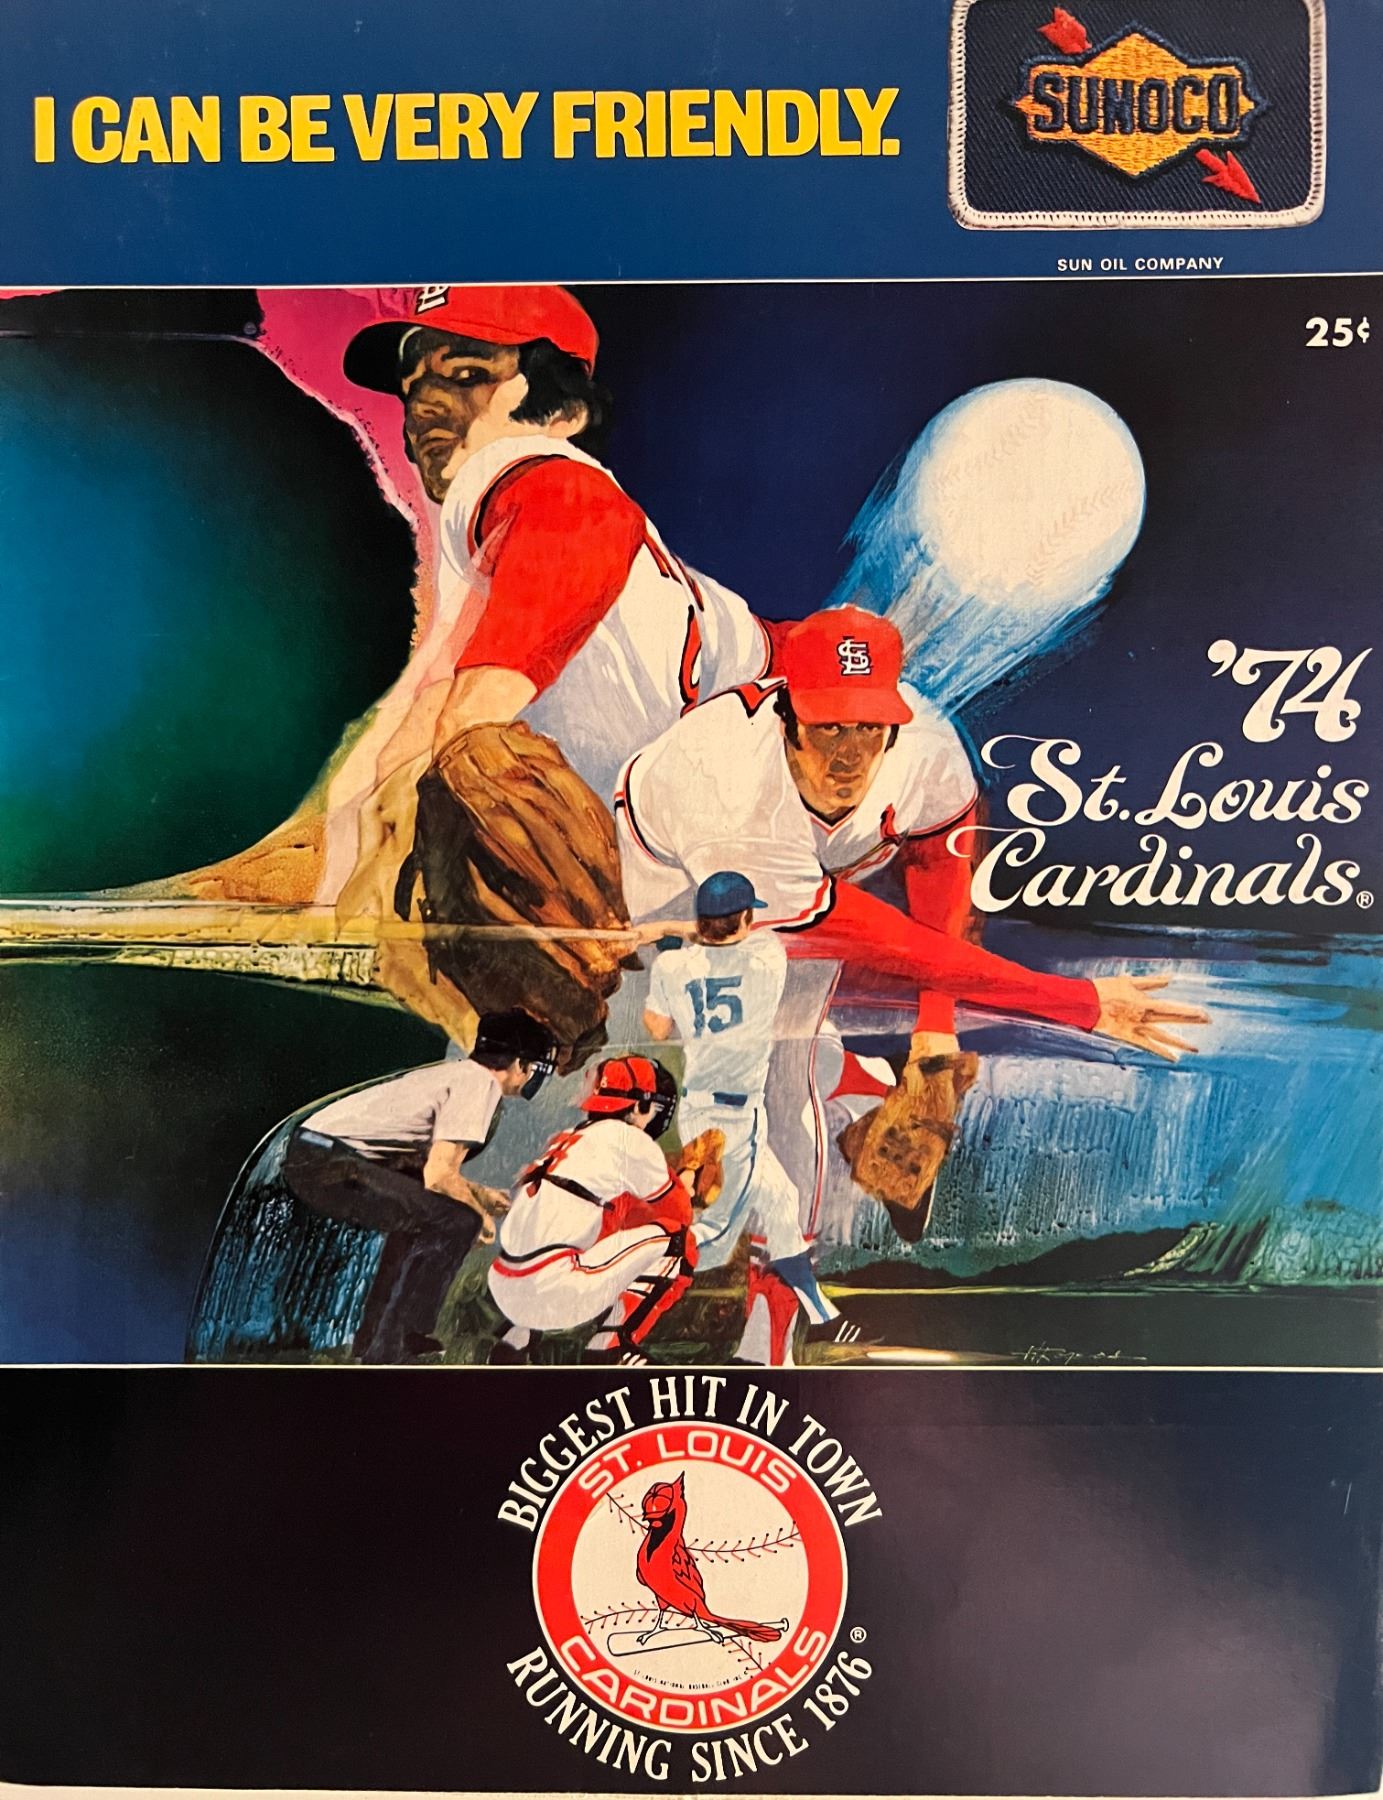 I CAN BE VERY FRIENDLY.
SUNOCO
SUN OIL COMPANY
25¢
'74
St. Louis
Cardinals®
StL
15
BIGGEST HIT IN TOWN
ST. LOUIS
CARDINALS
RUNNING SINCE 1876 ®